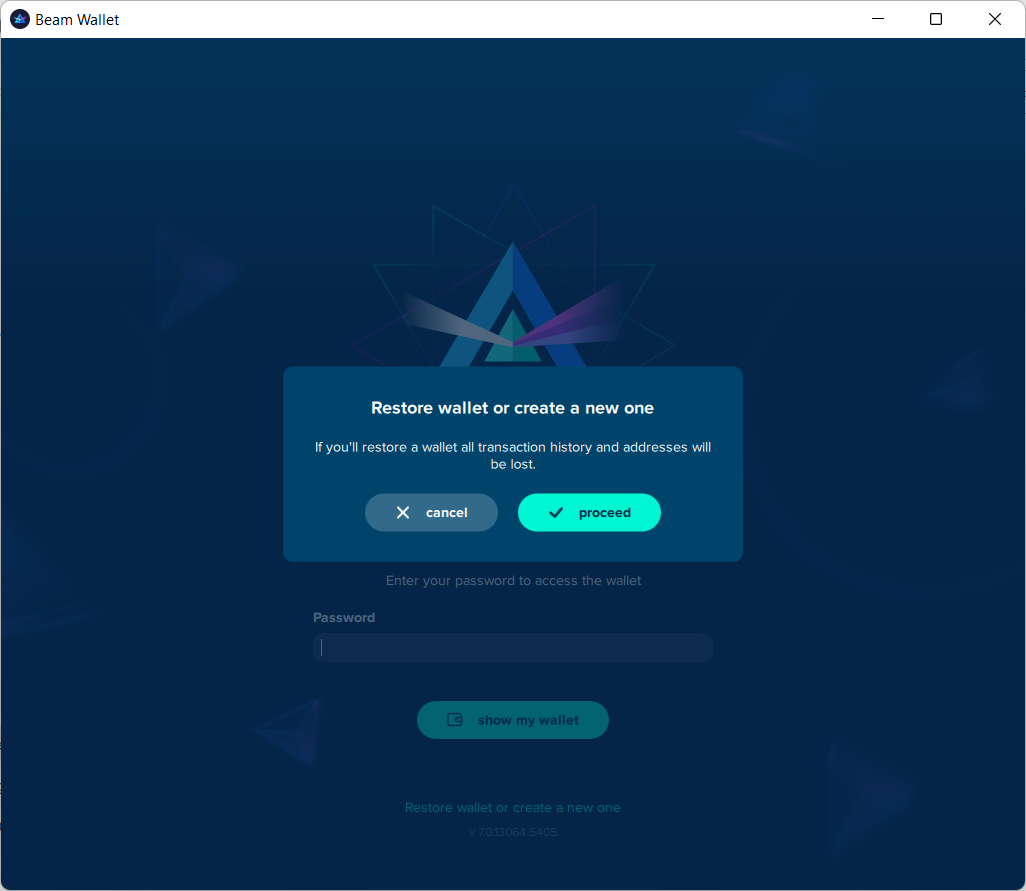 Beam Wallet
Restore wallet or create a new one
If you'll restore a wallet all transaction history and addresses will
be lost.
cancel
proceed
Enter your password to access the wallet
Password
show my wallet
Restore wallet or create a new one
v 7.0.13064.5405